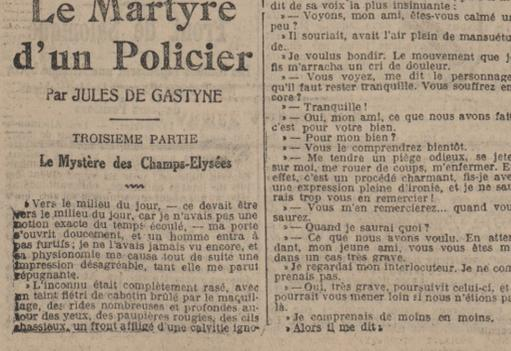 Le Martyre
d'un Policier
Par JULES DE GASTYNE
TROISIEME PARTIE
Le Mystère des Champs-Elysées
» Vers le milieu du jour, — ce devait être
vers le milieu du jour, car je n'avais pas une
notion exacte du temps écoulé, — ma porte
s'ouvrit doucement, et un homme entra à
pas furtifs; je ne l'avais jamais vu encore, et
sa physionomie me causa tout de suite une
impression désagréable, tant elle me parut
répugnante.
» L'inconnu était complètement rasé, avec
un teint flétri de cabotin brûlé par le maquil-
lage, des rides nombreuses et profondes au-
tour des yeux, des paupières rougies, des cils
chassieux, un front affligé d'une calvitie igno-
dit de sa voix la plus insinuante :
» — Voyons, mon ami, êtes-vous calmé u
peu ?
» Il souriait, avait l'air plein de mansuétu
de.
» Je voulus bondir. Le mouvement que j
fis m'arracha un cri de douleur.
» — Vous voyez, me dit le personnage
qu'il faut rester tranquille. Vous souffrez en
core ?
» — Tranquille !
» — Oui, mon ami, ce que nous avons fait
c'est pour votre bien.
» — Pour mon bien ?
» — Vous le comprendrez bientôt.
» — Me tendre un piège odieux, se jete
sur moi, me rouer de coups, m'enfermer. E
effet, c'est un procédé charmant, fis-je ave
une expression pleine d'ironie, et je ne sau
rais trop vous en remercier !
» — Vous m'en remercierez... quand vou
saurez.
» — Quand je saurai quoi ?
» — Ce que nous avons voulu. En atten
dant, mon jeune ami, vous vous êtes m
dans un cas très grave.
» Je regardai mon interlocuteur. Je ne com
prenais pas.
» — Oui, très grave, poursuivit celui-ci, et
pourrait vous mener loin si nous n'étions p
là.
» Je comprenais de moins en moins.
» Alors il me dit :